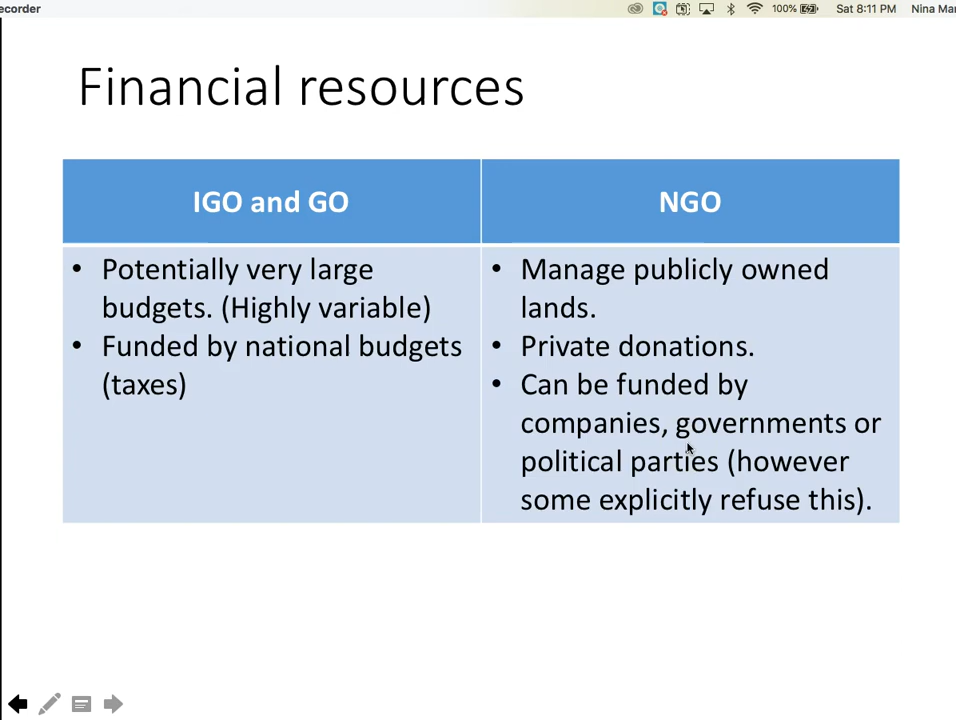 ecorder
100%
Sat 8:11 PM
Nina Mar
Financial resources
IGO and GO
NGO
• Potentially very large
budgets. (Highly variable)
• Funded by national budgets
(taxes)
• Manage publicly owned
lands.
• Private donations.
• Can be funded by
companies, governments or
political parties (however
some explicitly refuse this).